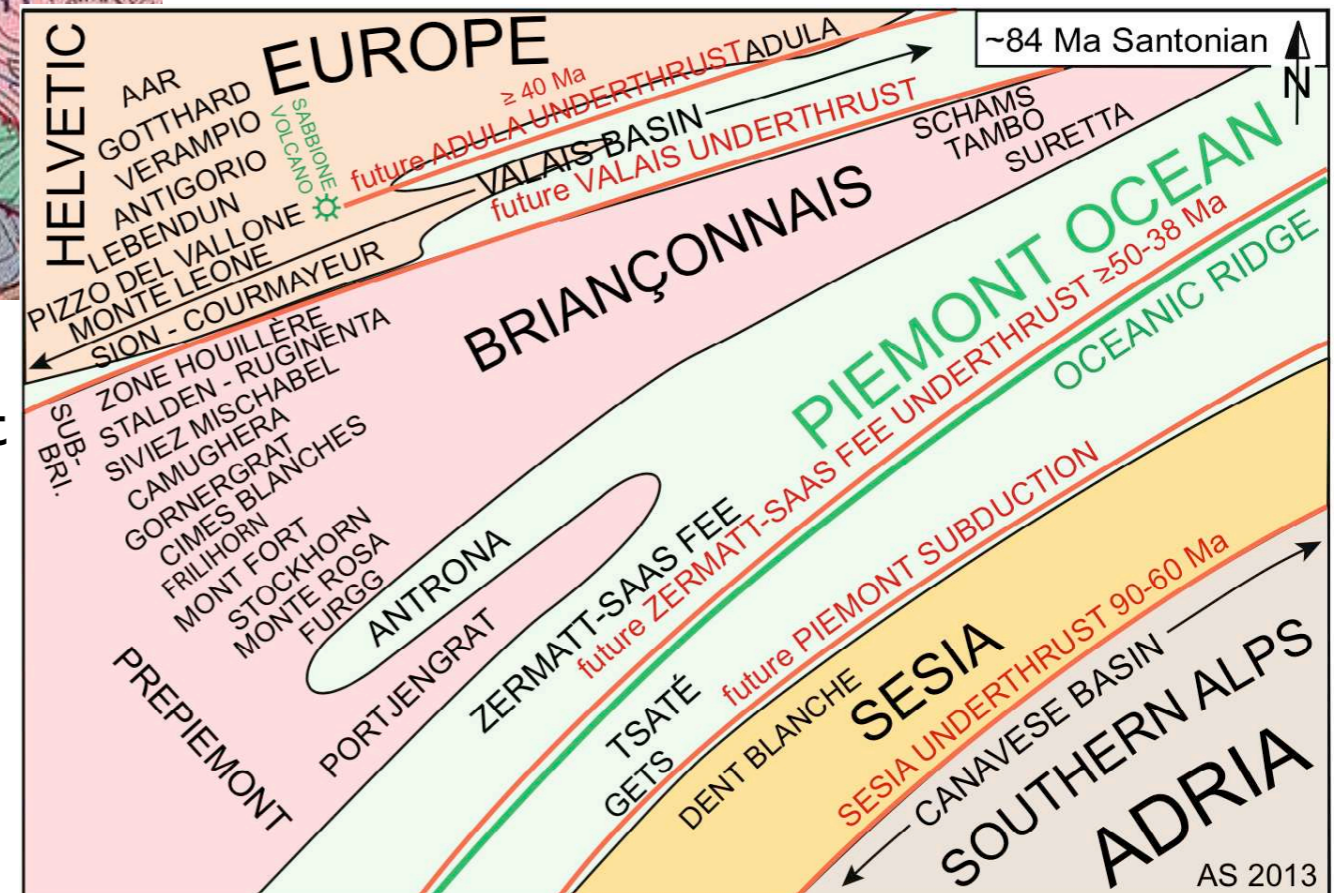 ~84 Ma Santonian
N
HELVETIC
EUROPE
AAR
GOTTHARD
VERAMPIO
ANTIGORIO
LEBENDUN
PIZZO DEL VALLONE
MONTE LEONE
SION - COURMAYEUR
SABBIONE
VOLCANO
≥ 40 Ma
future ADULA UNDERTHRUST
ADULA
VALAIS BASIN
future VALAIS UNDERTHRUST
SCHAMS
TAMBO
SURETTA
BRIANÇONNAIS
SUB-
BRI.
ZONE HOUILLÈRE
STALDEN - RUGINENTA
SIVIEZ MISCHABEL
CAMUGHERA
GORNERGRAT
CIMES BLANCHES
FRILIHORN
MONT FORT
STOCKHORN
MONTE ROSA
FURGG
PREPIEMONT
ANTRONA
PORTJENGRAT
PIEMONT OCEAN
ZERMATT-SAAS FEE
future ZERMATT-SAAS FEE UNDERTHRUST ≥50-38 Ma
OCEANIC RIDGE
TSATÉ
GETS
future PIEMONT SUBDUCTION
DENT BLANCHE
SESIA
SESIA UNDERTHRUST 90-60 Ma
CANAVESE BASIN
SOUTHERN ALPS
ADRIA
AS 2013